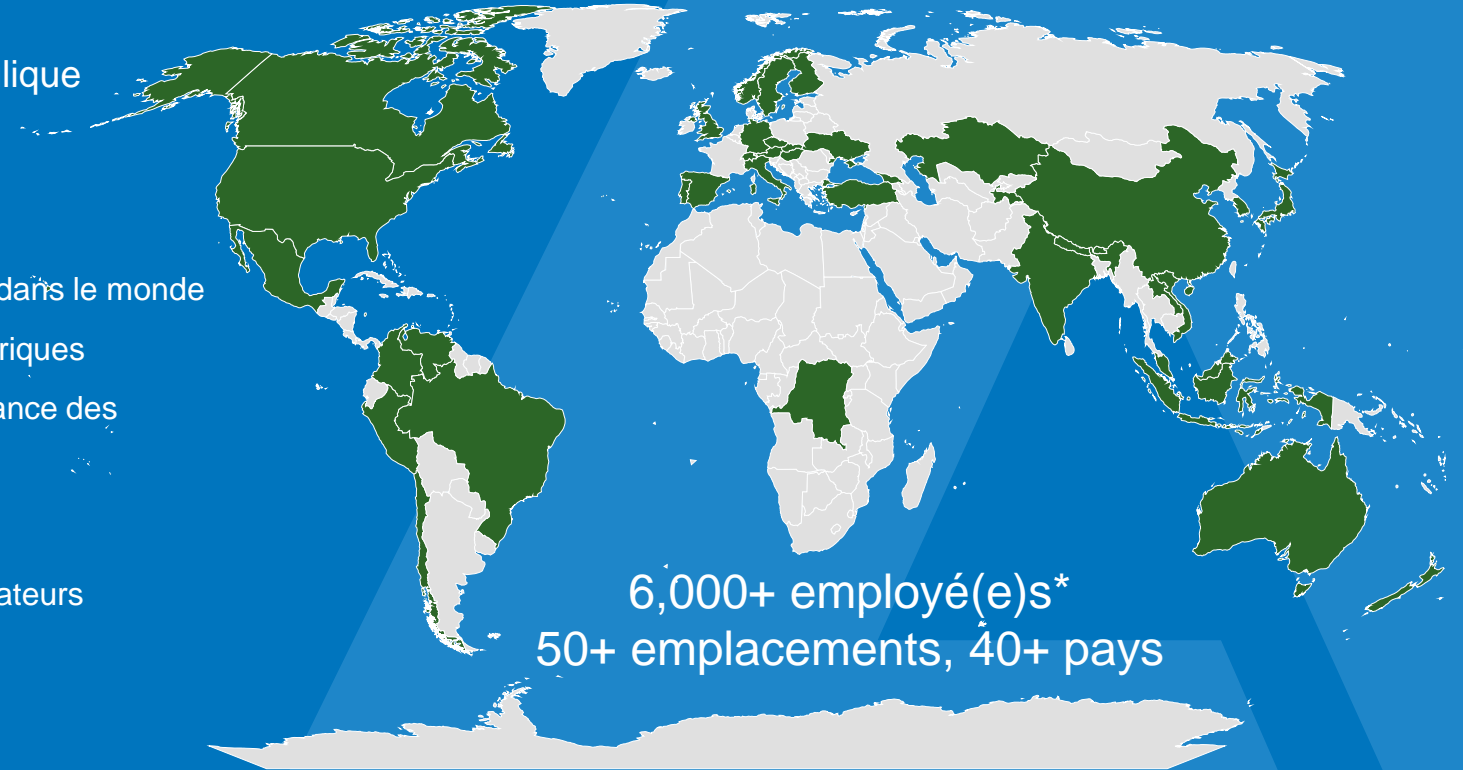 lique
dans le monde
riques
ance des
ateurs
6,000+ employé(e)s*
50+ emplacements, 40+ pays